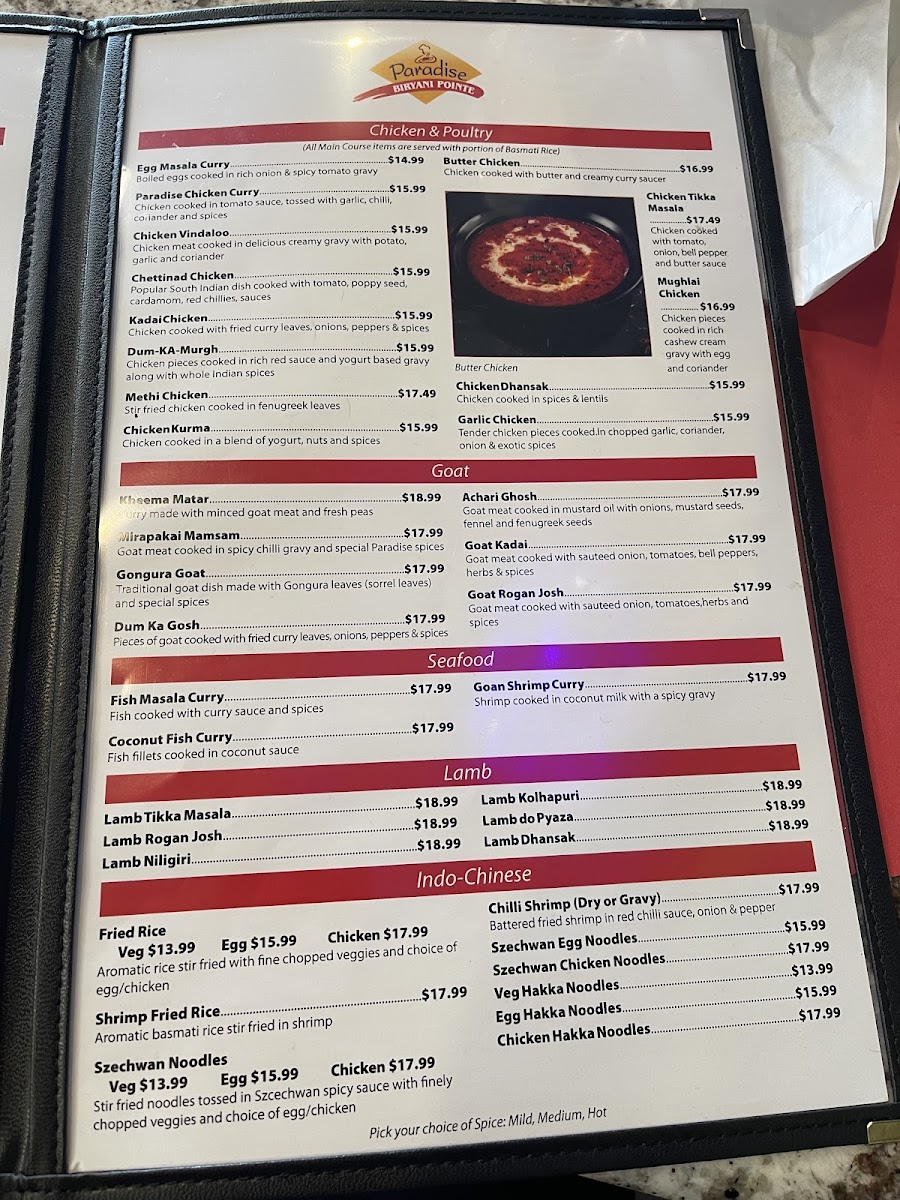 Paradise
BIRYANI POINTE
Chicken & Poultry
(All Main Course items are served with portion of Basmati Rice)
Egg Masala Curry..........$14.99
Boiled eggs cooked in rich onion & spicy tomato gravy
Paradise Chicken Curry..........$15.99
Chicken cooked in tomato sauce, tossed with garlic, chilli,
coriander and spices
Chicken Vindaloo..........$15.99
Chicken meat cooked in delicious creamy gravy with potato,
garlic and coriander
Chettinad Chicken..........$15.99
Popular South Indian dish cooked with tomato, poppy seed,
cardamom, red chillies, sauces
Kadai Chicken..........$15.99
Chicken cooked with fried curry leaves, onions, peppers & spices
Dum-KA-Murgh..........$15.99
Chicken pieces cooked in rich red sauce and yogurt based gravy
along with whole Indian spices
Methi Chicken..........$17.49
Stir fried chicken cooked in fenugreek leaves
Chicken Kurma..........$15.99
Chicken cooked in a blend of yogurt, nuts and spices
Butter Chicken..........$16.99
Chicken cooked with butter and creamy curry saucer
Chicken Tikka
Masala
..........$17.49
Chicken cooked
with tomato,
onion, bell pepper
and butter sauce
Mughlai
Chicken
..........$16.99
Chicken pieces
cooked in rich
cashew cream
gravy with egg
and coriander
Butter Chicken
Chicken Dhansak..........$15.99
Chicken cooked in spices & lentils
Garlic Chicken..........$15.99
Tender chicken pieces cooked.In chopped garlic, coriander,
onion & exotic spices
Goat
Kheema Matar..........$18.99
Curry made with minced goat meat and fresh peas
Mirapakai Mamsam..........$17.99
Goat meat cooked in spicy chilli gravy and special Paradise spices
Gongura Goat..........$17.99
Traditional goat dish made with Gongura leaves (sorrel leaves)
and special spices
Dum Ka Gosh..........$17.99
Pieces of goat cooked with fried curry leaves, onions, peppers & spices
Achari Ghosh..........$17.99
Goat meat cooked in mustard oil with onions, mustard seeds,
fennel and fenugreek seeds
Goat Kadai..........$17.99
Goat meat cooked with sauteed onion, tomatoes, bell peppers,
herbs & spices
Goat Rogan Josh..........$17.99
Goat meat cooked with sauteed onion, tomatoes,herbs and
spices
Seafood
Fish Masala Curry..........$17.99
Fish cooked with curry sauce and spices
Coconut Fish Curry..........$17.99
Fish fillets cooked in coconut sauce
Goan Shrimp Curry..........$17.99
Shrimp cooked in coconut milk with a spicy gravy
Lamb
Lamb Tikka Masala..........$18.99
Lamb Rogan Josh..........$18.99
Lamb Niligiri..........$18.99
Lamb Kolhapuri..........$18.99
Lamb do Pyaza..........$18.99
Lamb Dhansak..........$18.99
Indo-Chinese
Fried Rice
Veg $13.99 Egg $15.99 Chicken $17.99
Aromatic rice stir fried with fine chopped veggies and choice of
egg/chicken
Shrimp Fried Rice..........$17.99
Aromatic basmati rice stir fried in shrimp
Szechwan Noodles
Veg $13.99 Egg $15.99 Chicken $17.99
Stir fried noodles tossed in Szcechwan spicy sauce with finely
chopped veggies and choice of egg/chicken
Chilli Shrimp (Dry or Gravy)..........$17.99
Battered fried shrimp in red chilli sauce, onion & pepper
Szechwan Egg Noodles..........$15.99
Szechwan Chicken Noodles..........$17.99
Veg Hakka Noodles..........$13.99
Egg Hakka Noodles..........$15.99
Chicken Hakka Noodles..........$17.99
Pick your choice of Spice: Mild, Medium, Hot